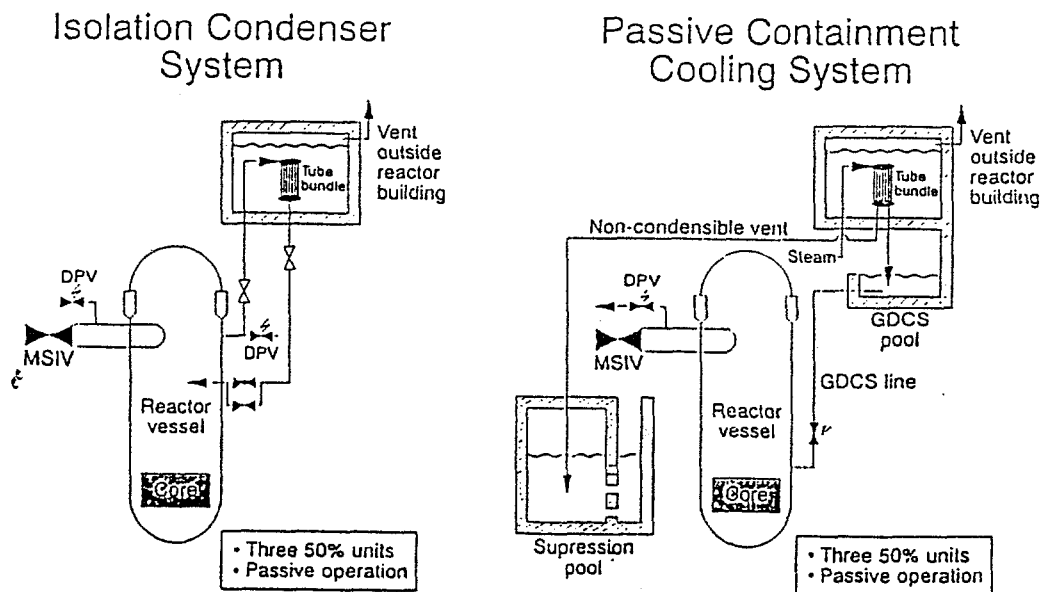 Isolation Condenser
System
Vent
outside
reactor
building
Tube
bundle
DPV
MSIV
DPV
Reactor
vessel
Core
• Three 50% units
• Passive operation
Passive Containment
Cooling System
Vent
outside
reactor
building
Tube
bundle
Non-condensible vent
Steam
DPV
MSIV
GDCS
pool
GDCS line
Reactor
vessel
Core
Supression
pool
• Three 50% units
• Passive operation